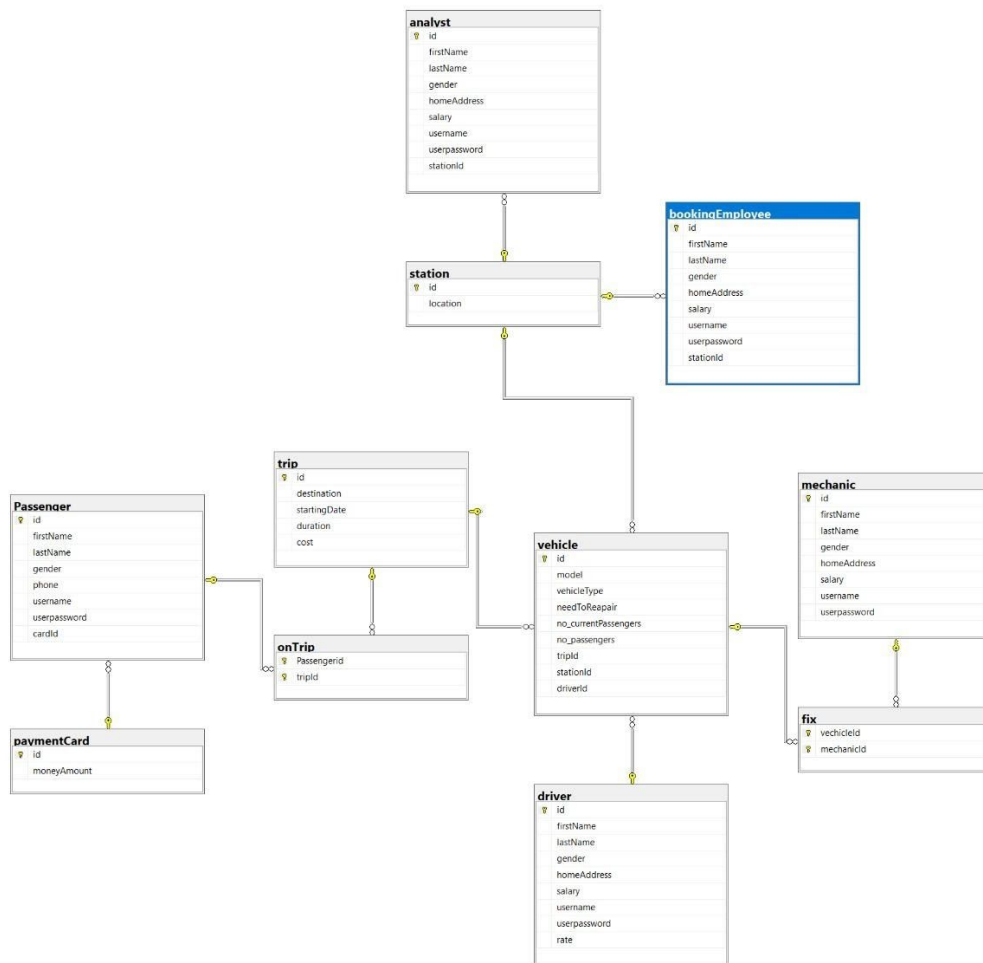 analyst
id
firstName
lastName
gender
homeAddress
salary
username
userpassword
stationId
bookingEmployee
id
firstName
lastName
gender
homeAddress
salary
username
userpassword
stationId
station
id
location
trip
id
destination
startingDate
duration
cost
mechanic
id
firstName
lastName
gender
homeAddress
salary
username
userpassword
Passenger
id
firstName
lastName
gender
phone
username
userpassword
cardId
vehicle
id
model
vehicleType
needToReapair
no_currentPassengers
no_passengers
tripId
stationId
driverId
onTrip
Passengerid
tripId
fix
vechicleId
mechanicId
paymentCard
id
moneyAmount
driver
id
firstName
lastName
gender
homeAddress
salary
username
userpassword
rate